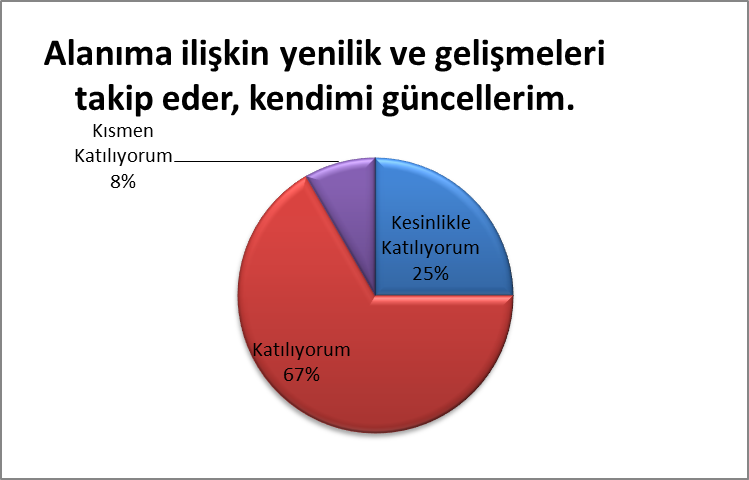 Alanıma ilişkin yenilik ve gelişmeleri
takip eder, kendimi güncellerim.
Kısmen
Katılıyorum
8%
Kesinlikle
Katılıyorum
25%
Katılıyorum
67%